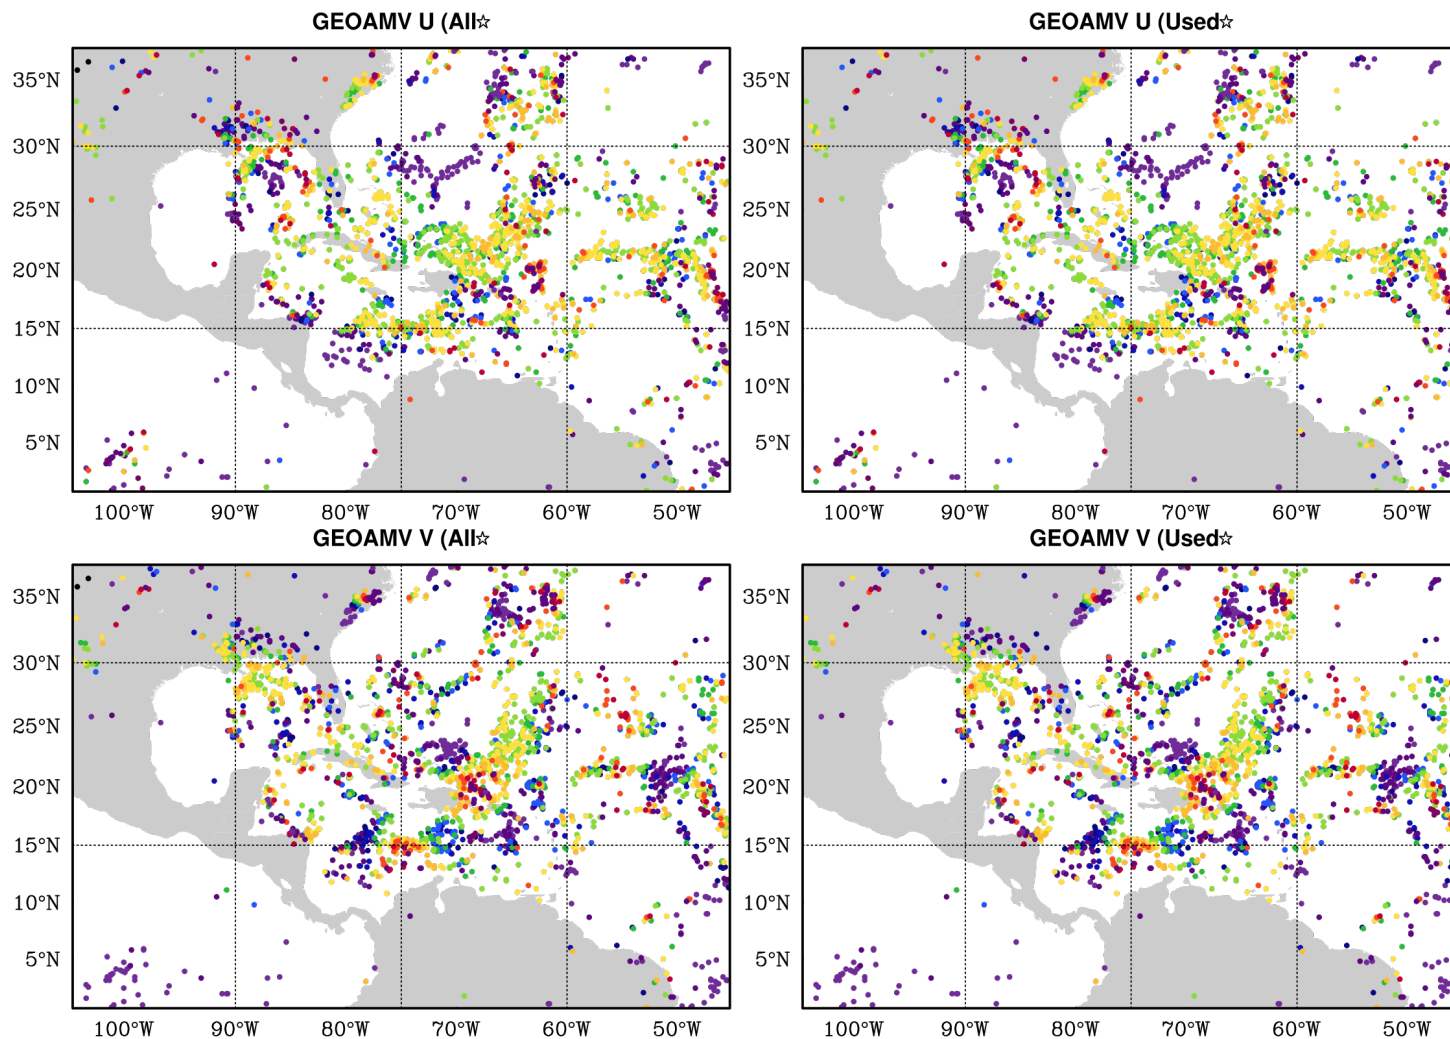 GEOAMV U (All☆ GEOAMV U (Used☆
35°N 35°N
30°N 30°N
25°N 25°N
20°N 20°N
15°N 15°N
10°N 10°N
5°N 5°N
100°W 90°W 80°W 70°W 60°W 50°W 100°W 90°W 80°W 70°W 60°W 50°W
GEOAMV V (All☆ GEOAMV V (Used☆
35°N 35°N
30°N 30°N
25°N 25°N
20°N 20°N
15°N 15°N
10°N 10°N
5°N 5°N
100°W 90°W 80°W 70°W 60°W 50°W 100°W 90°W 80°W 70°W 60°W 50°W